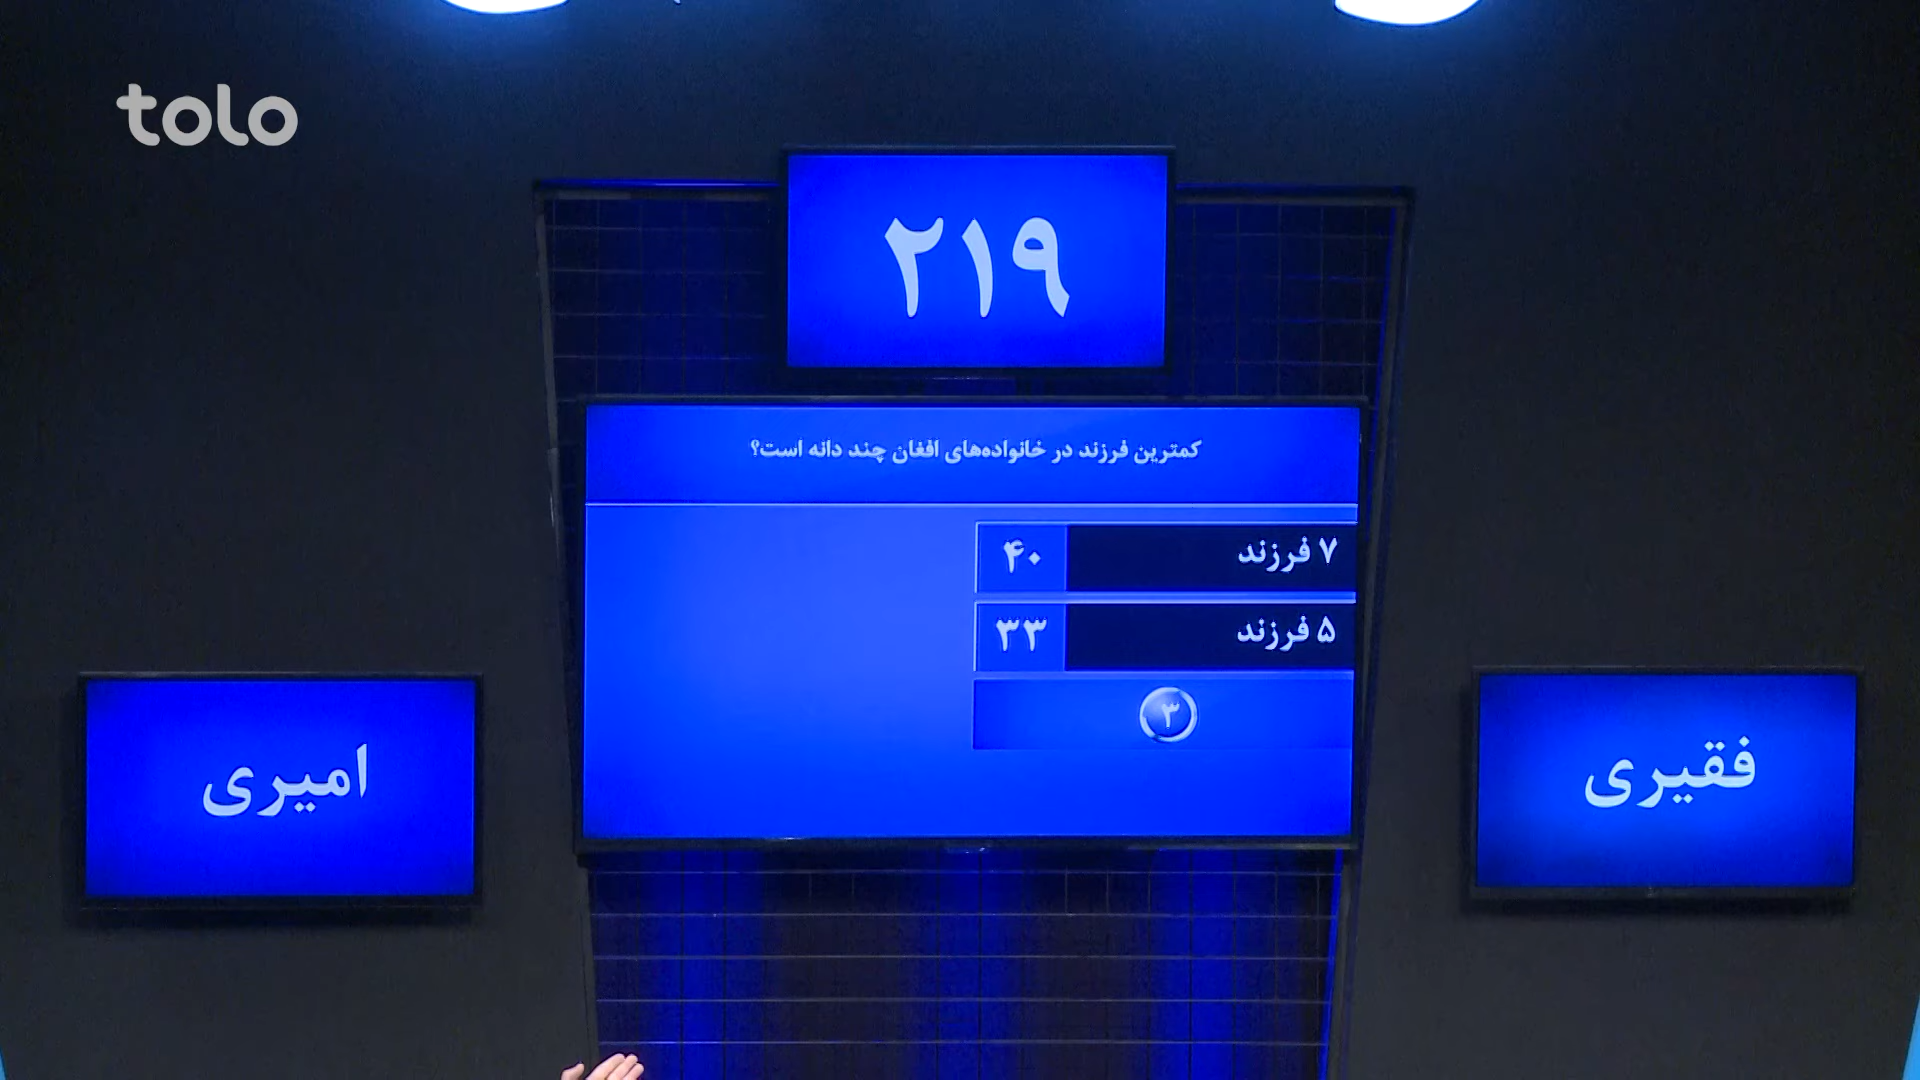 tolo
۲۱۹
کمترین فرزند در خانواده‌های افغان چند دانه است؟
۷ فرزند ۴۰
۵ فرزند ۳۳
۳
فقیری
امیری